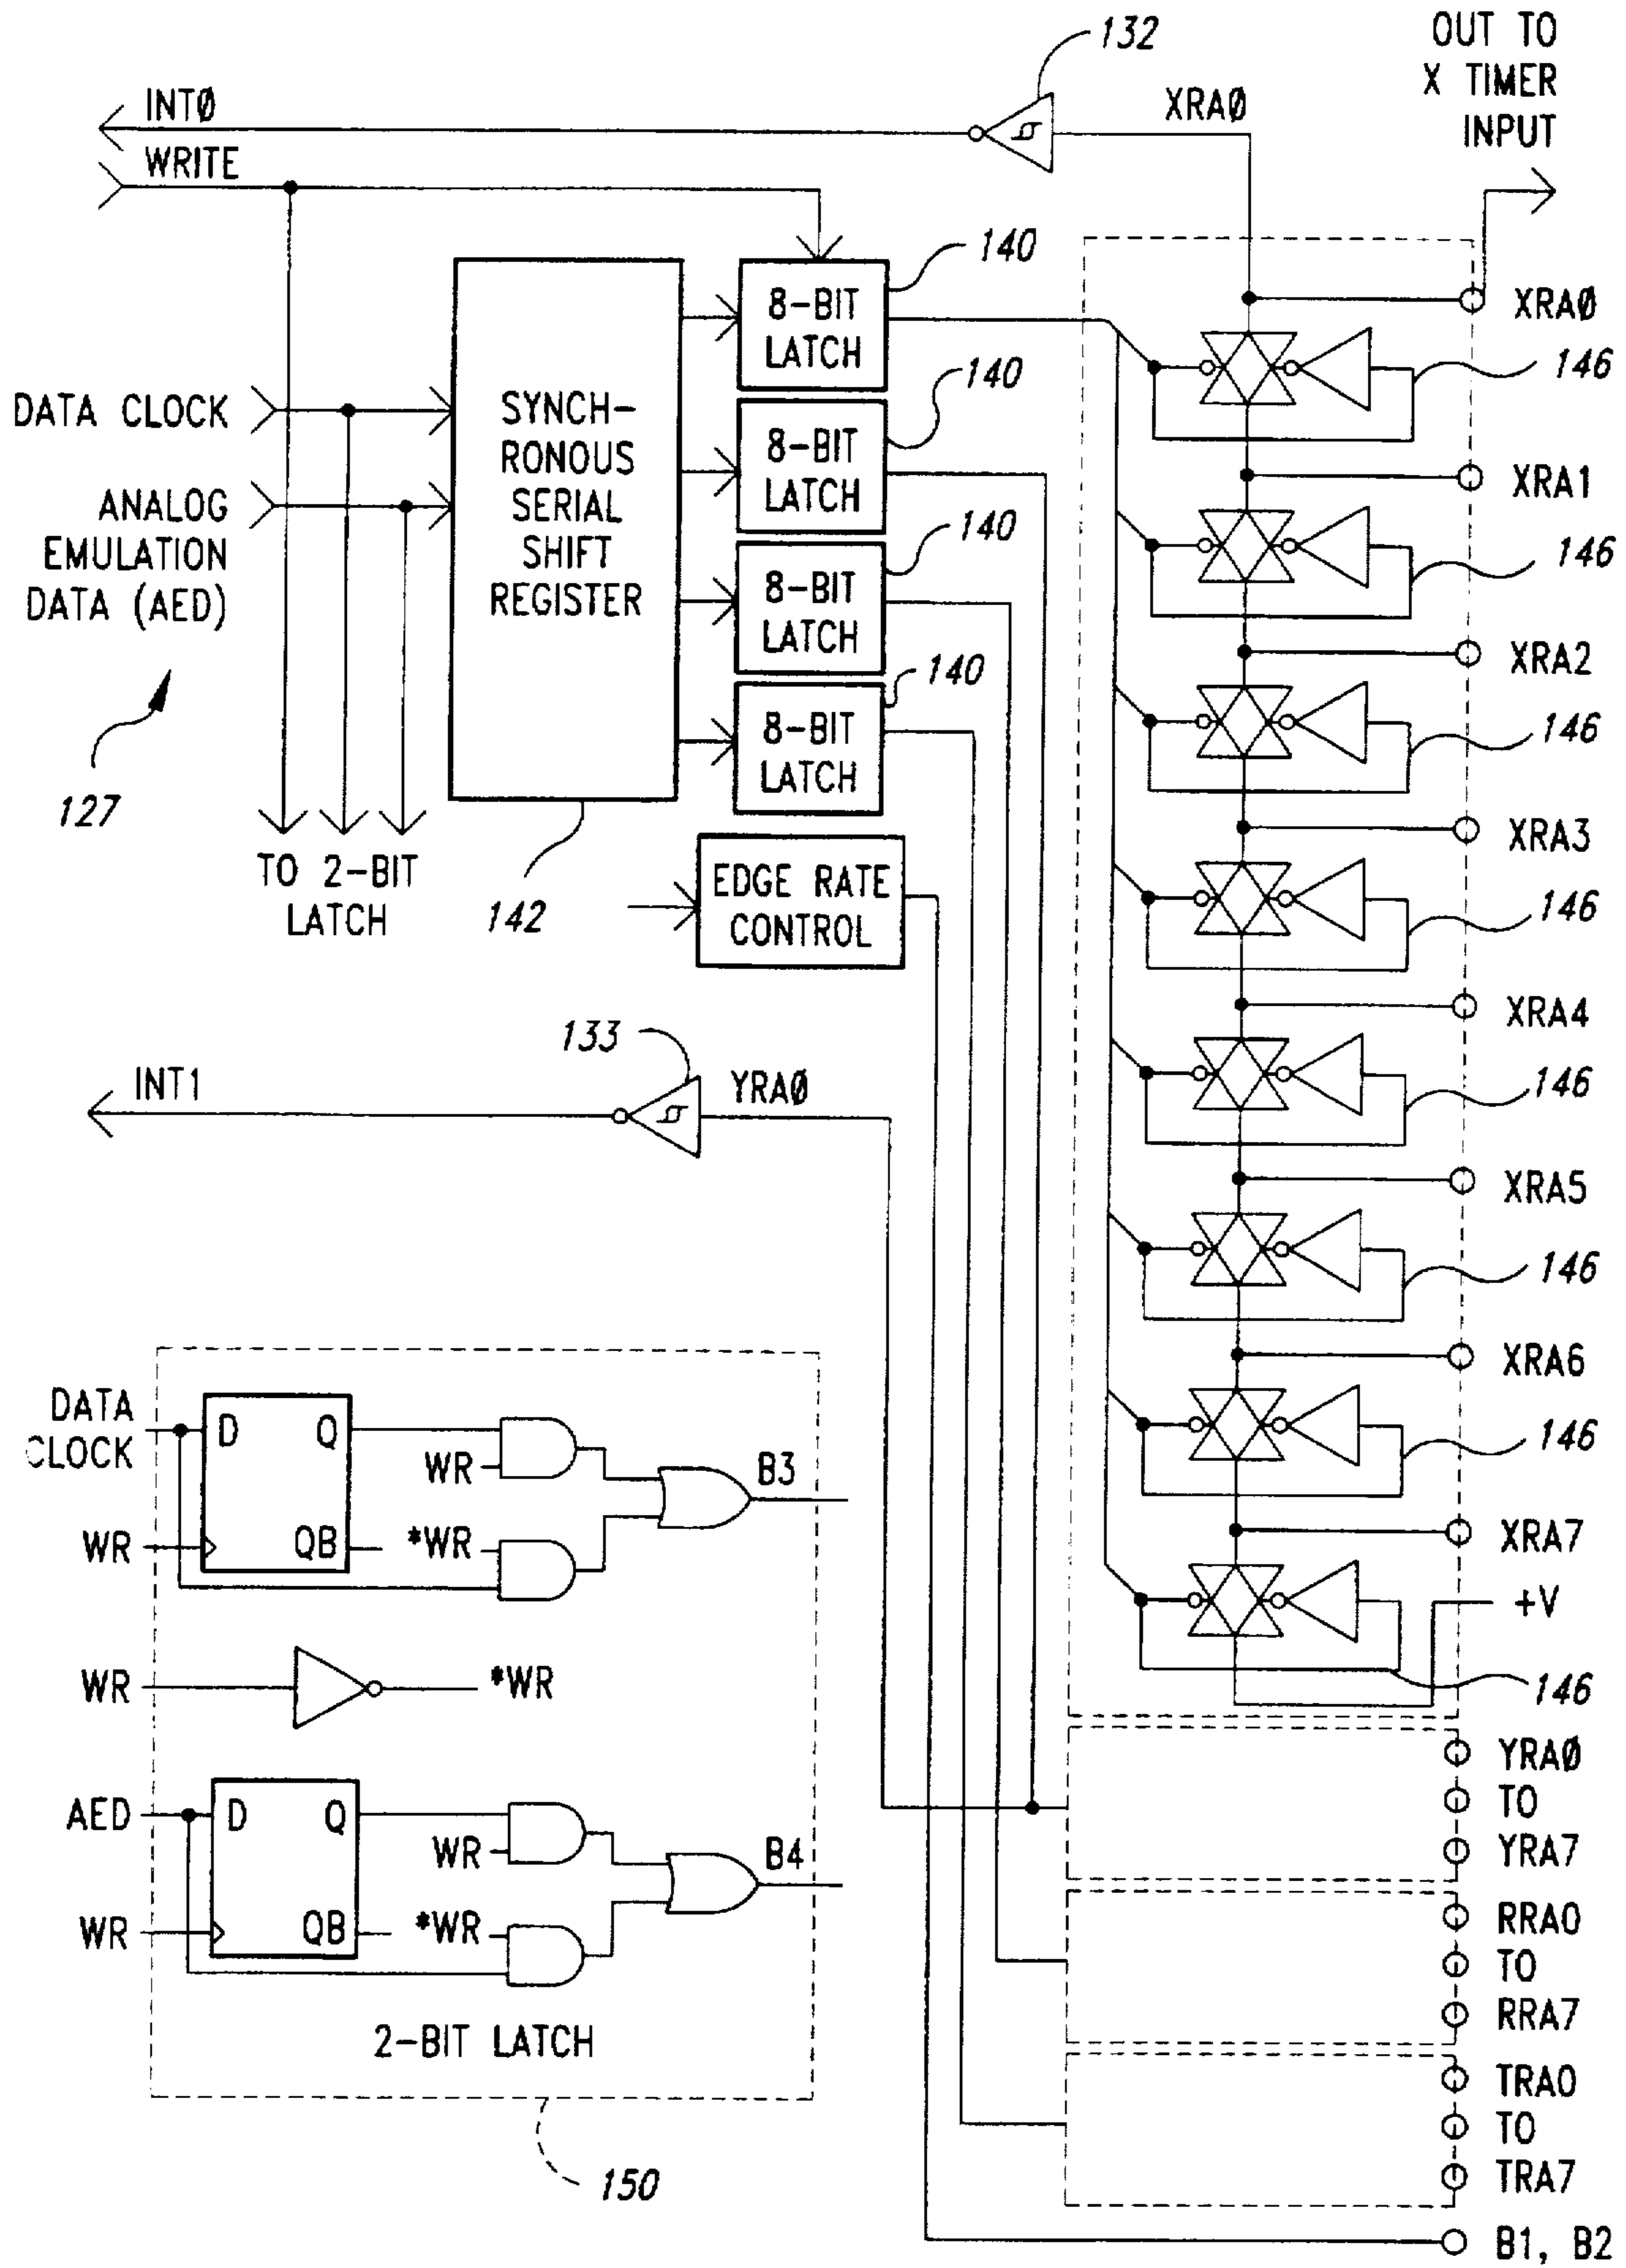 132
OUT TO
X TIMER
INPUT
INTØ
XRAØ
WRITE
140
8-BIT
LATCH
XRAØ
146
140
8-BIT
LATCH
DATA CLOCK
SYNCH-
RONOUS
SERIAL
SHIFT
REGISTER
XRA1
ANALOG
EMULATION
DATA (AED)
140
8-BIT
LATCH
146
XRA2
140
8-BIT
LATCH
146
127
XRA3
TO 2-BIT
LATCH
142
EDGE RATE
CONTROL
146
XRA4
133
INT1
YRAØ
146
XRA5
146
XRA6
DATA
CLOCK
D
Q
WR
B3
146
WR
QB
*WR
XRA7
+V
WR
*WR
146
YRAØ
TO
YRA7
AED
D
Q
WR
B4
WR
QB
*WR
RRA0
TO
RRA7
2-BIT LATCH
TRA0
TO
TRA7
150
B1, B2